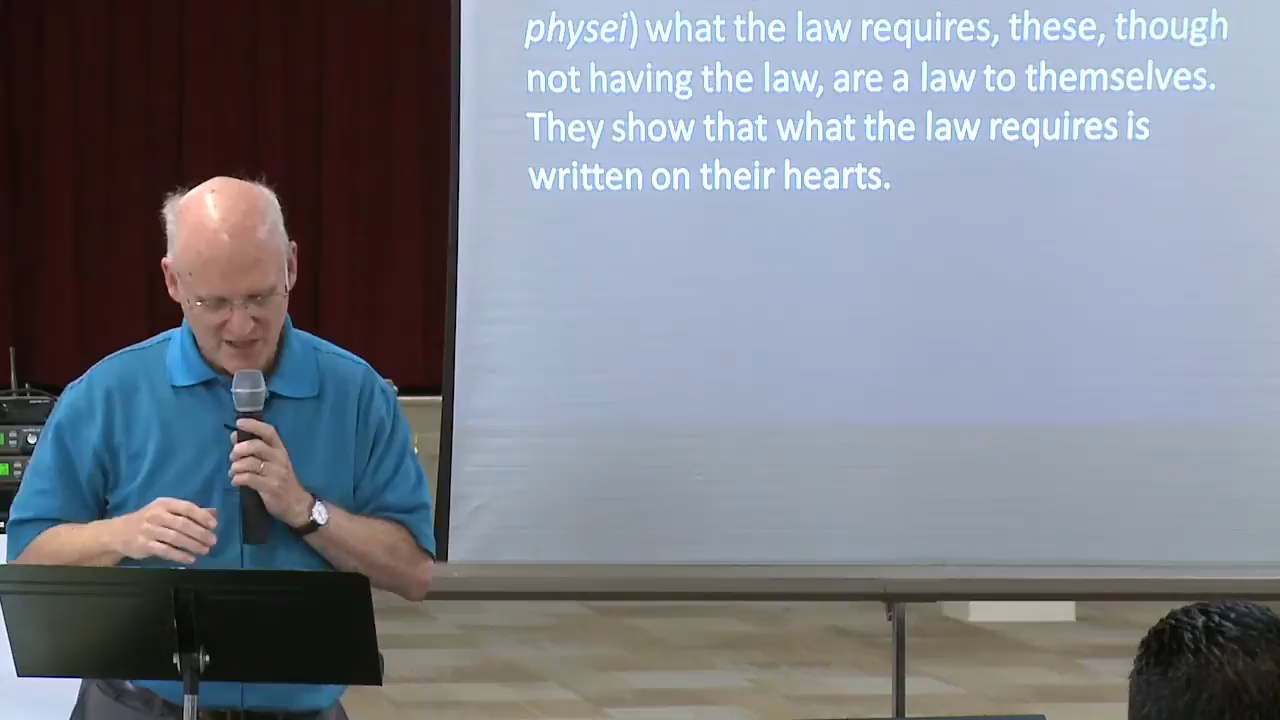 physei) what the law requires, these, though
not having the law, are a law to themselves.
They show that what the law requires is
written on their hearts.